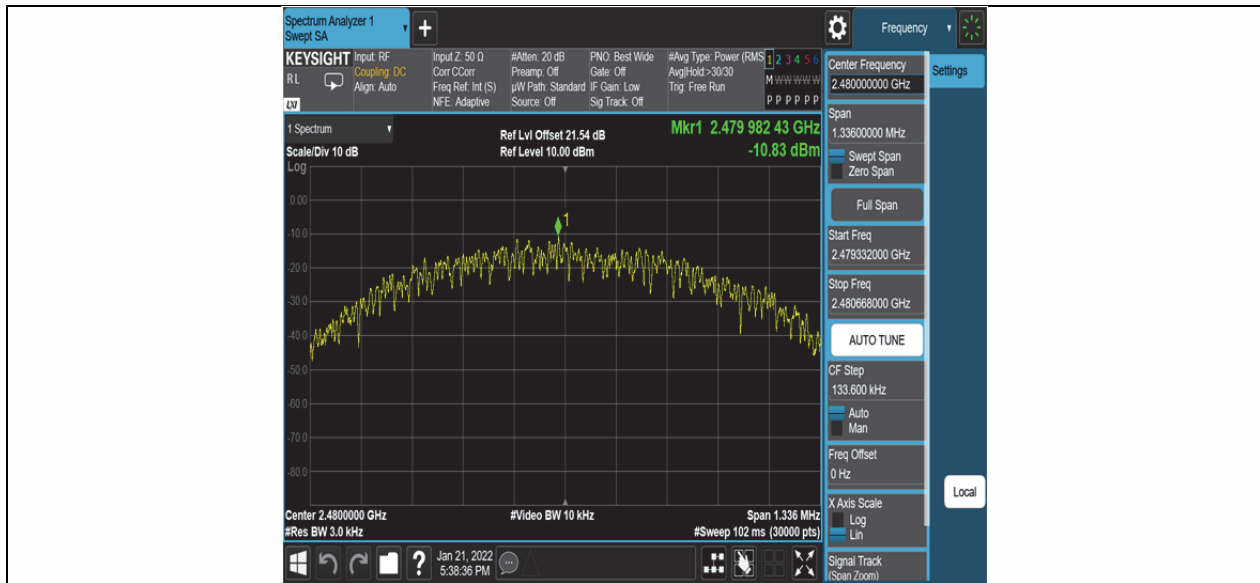 Spectrum Analyzer 1
Swept SA
+
Frequency
KEYSIGHT
RL
LXI
Input: RF
Coupling: DC
Align: Auto
Input Z: 50 Ω
Corr CCorr
Freq Ref: Int (S)
NFE: Adaptive
#Atten: 20 dB
Preamp: Off
µW Path: Standard
Source: Off
PNO: Best Wide
Gate: Off
IF Gain: Low
Sig Track: Off
#Avg Type: Power (RMS
Avg|Hold:>30/30
Trig: Free Run
1 2 3 4 5 6
M W W W W W
P P P P P P
1 Spectrum
Scale/Div 10 dB
Log
Ref Lvl Offset 21.54 dB
Ref Level 10.00 dBm
Mkr1 2.479 982 43 GHz
-10.83 dBm
1
0.00
-10.0
-20.0
-30.0
-40.0
-50.0
-60.0
-70.0
-80.0
Center 2.4800000 GHz
#Res BW 3.0 kHz
#Video BW 10 kHz
Span 1.336 MHz
#Sweep 102 ms (30000 pts)
?
Jan 21, 2022
5:38:36 PM
Center Frequency
2.480000000 GHz
Span
1.33600000 MHz
Swept Span
Zero Span
Full Span
Start Freq
2.479332000 GHz
Stop Freq
2.480668000 GHz
AUTO TUNE
CF Step
133.600 kHz
Auto
Man
Freq Offset
0 Hz
X Axis Scale
Log
Lin
Signal Track
(Span Zoom)
Settings
Local